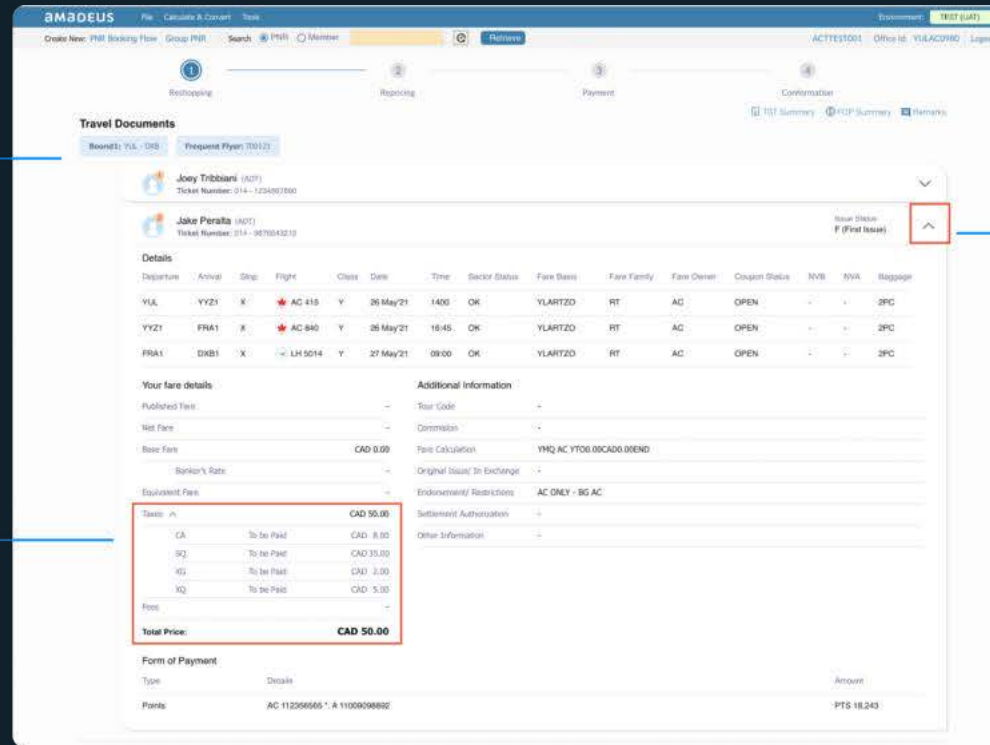 amadeus File Calculate & Convert Tools Environment: TEST (UAT)
Create New: PNR Booking Flow Group PNR Search PNR Member Retrieve ACTTEST001 Office Id: YULAC0980 Logout
1 2 3 4
Reshopping Repricing Payment Confirmation
TST Summary FOP Summary Remarks
Travel Documents
Bound1: YUL - DXB Frequent Flyer:
Joey Tribbiani (ADT)
Ticket Number: 014 - 1234567890
Jake Peralta (ADT) Issue Status
Ticket Number: 014 - 9876543210 F (First Issue)
Details
Departure Arrival Stop Flight Class Date Time Sector Status Fare Basis Fare Family Fare Owner Coupon Status NVB NVA Baggage
YUL YYZ1 X AC 415 Y 26 May'21 1400 OK YLARTZO RT AC OPEN - - 2PC
YYZ1 FRA1 X AC 840 Y 26 May'21 16:45 OK YLARTZO RT AC OPEN - - 2PC
FRA1 DXB1 X LH 5014 Y 27 May'21 09:00 OK YLARTZO RT AC OPEN - - 2PC
Your fare details Additional Information
Published Fare - Tour Code -
Net Fare - Commision -
Base Fare CAD 0.00 Fare Calculation YMQ AC YTO0.00CAD0.00END
Banker's Rate - Original Issue/ In Exchange -
Equivalent Fare - Endorsement/ Restrictions AC ONLY - BG AC
Taxes CAD 50.00 Settlement Authorization -
CA To be Paid CAD 8.00 Other Information -
SQ To be Paid CAD 35.00
XG To be Paid CAD 2.00
XQ To be Paid CAD 5.00
Fees -
Total Price: CAD 50.00
Form of Payment
Type Details Amount
Points AC PTS 18,243